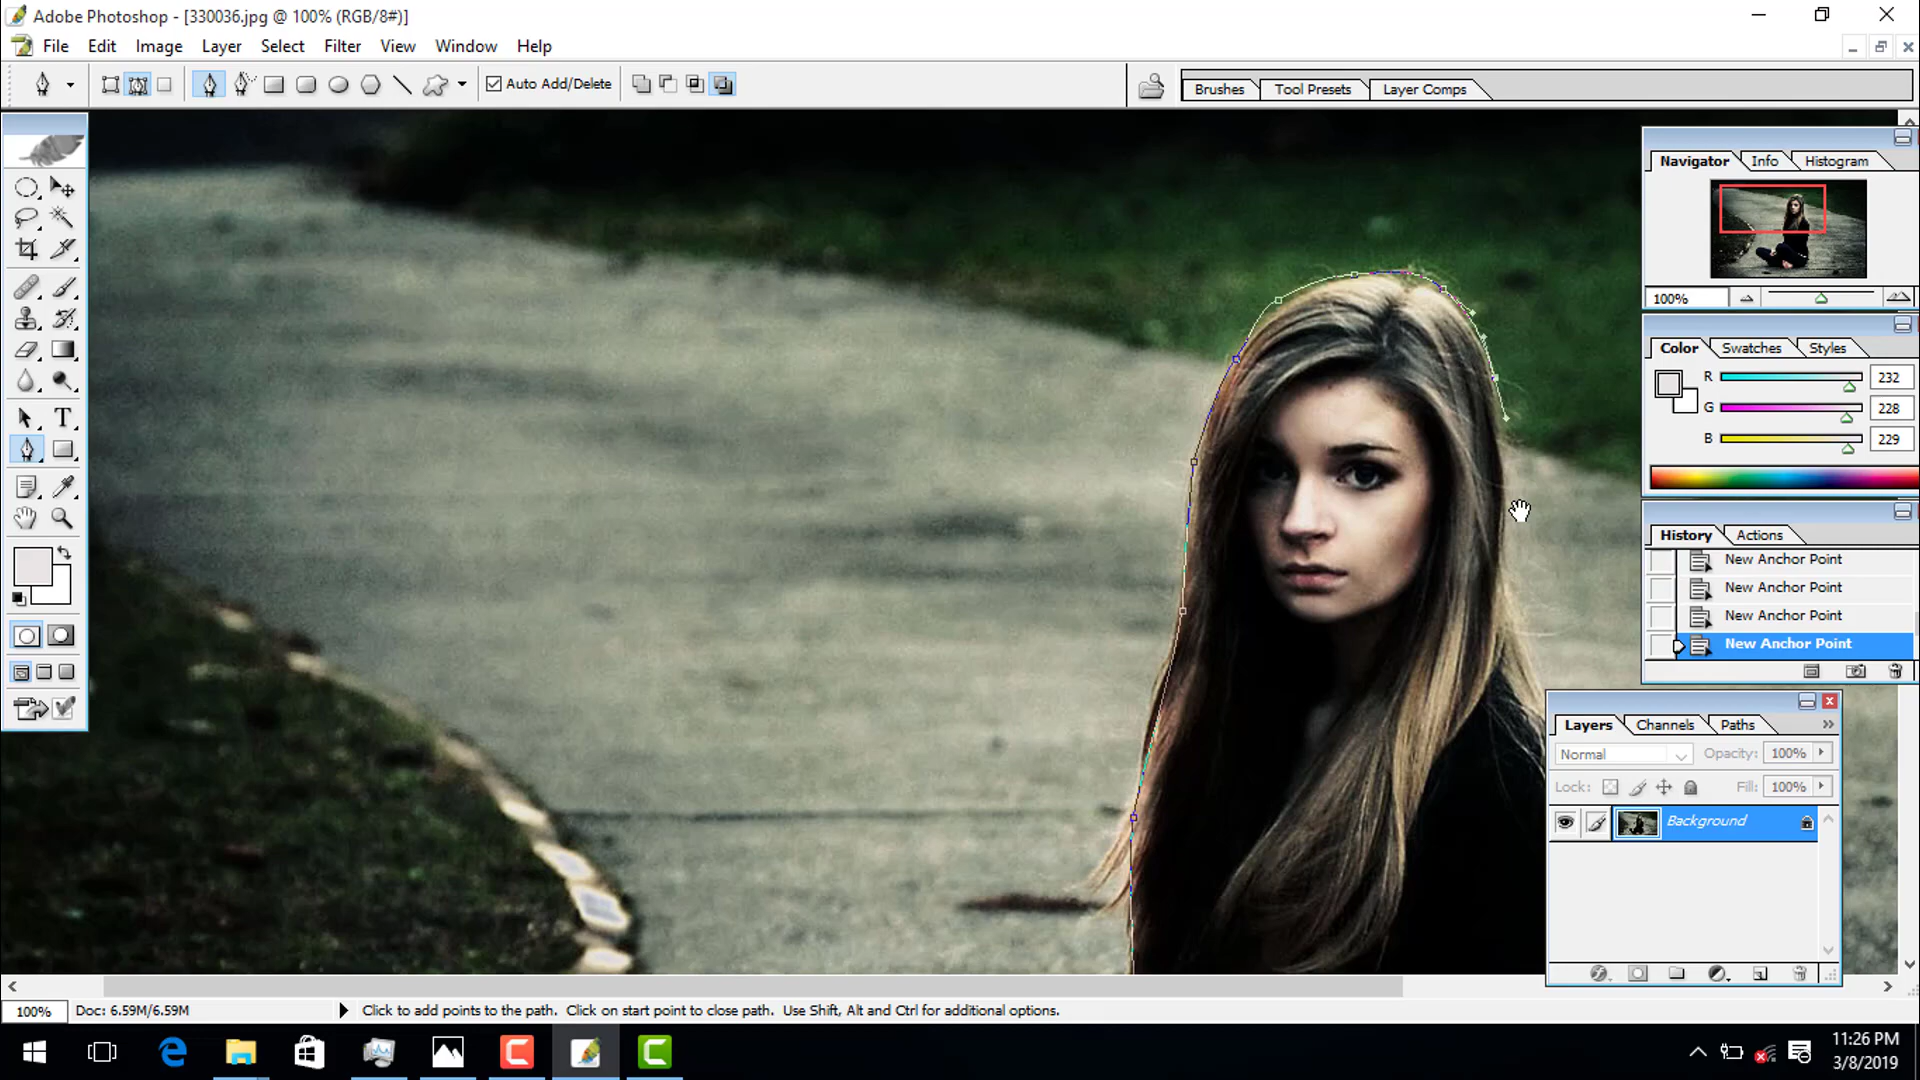 Adobe Photoshop - [330036.jpg @ 100% (RGB/8#)]
File Edit Image Layer Select Filter View Window Help
Auto Add/Delete
Brushes Tool Presets Layer Comps
Navigator Info Histogram
100%
Color Swatches Styles
R 232
G 228
B 229
T
History Actions
New Anchor Point
New Anchor Point
New Anchor Point
New Anchor Point
Layers Channels Paths
Normal Opacity: 100%
Lock: Fill: 100%
Background
100% Doc: 6.59M/6.59M Click to add points to the path. Click on start point to close path. Use Shift, Alt and Ctrl for additional options.
11:26 PM
3/8/2019